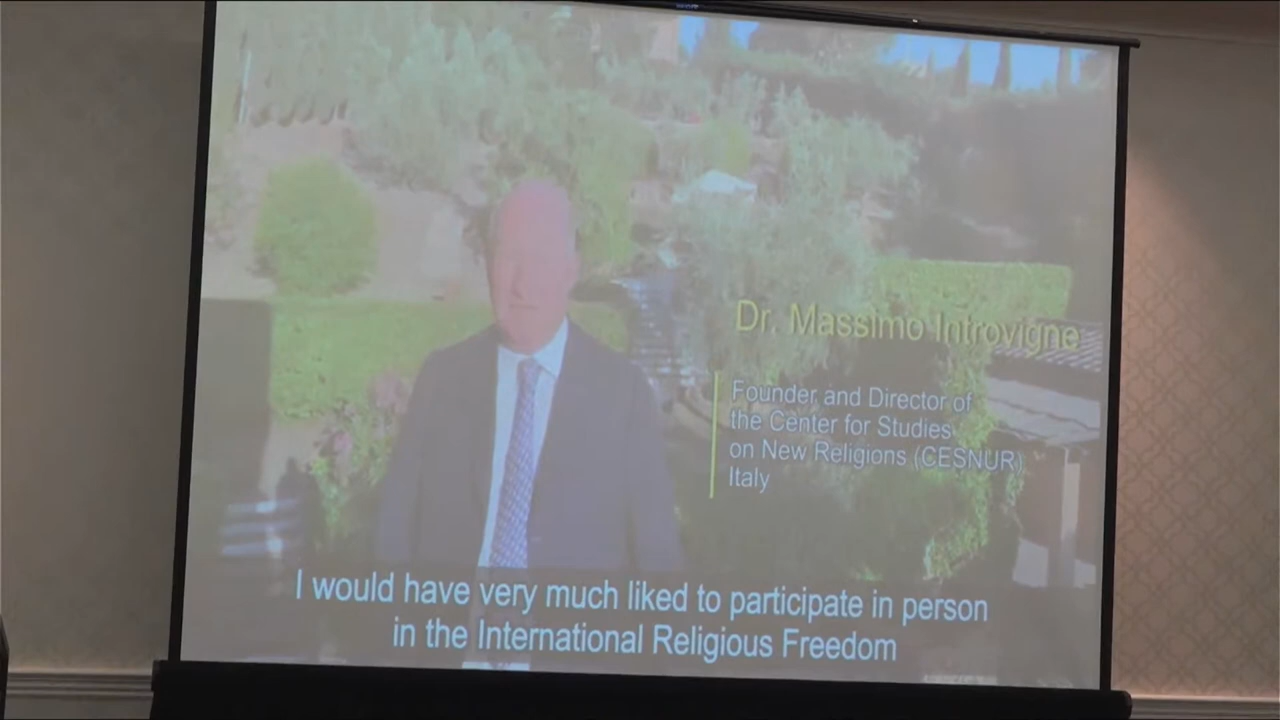 Dr. Massimo Introvigne
Founder and Director of
the Center for Studies
on New Religions (CESNUR)
Italy
I would have very much liked to participate in person
in the International Religious Freedom